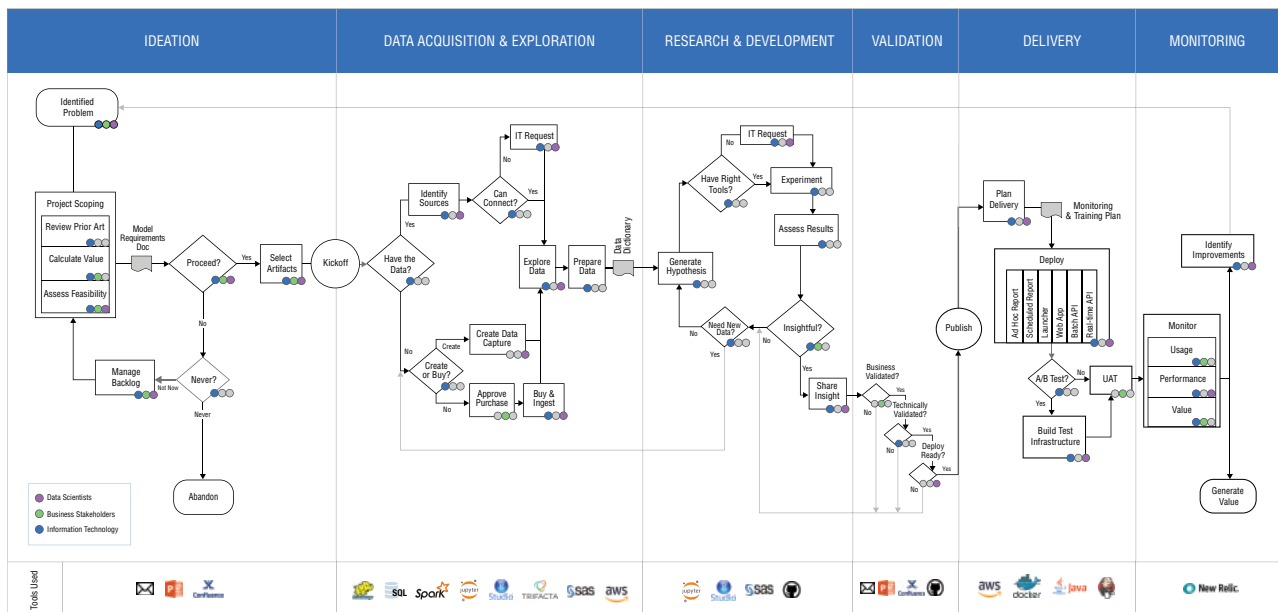 IDEATION
DATA ACQUISITION & EXPLORATION
RESEARCH & DEVELOPMENT
VALIDATION
DELIVERY
MONITORING
Identified
Problem
Project Scoping
Review Prior Art
Calculate Value
Assess Feasibility
Model
Requirements
Doc
Proceed?
Yes
No
Select
Artifacts
Kickoff
Manage
Backlog
Not Now
Never?
Never
Abandon
Data Scientists
Business Stakeholders
Information Technology
Have the
Data?
Yes
No
Identify
Sources
Can
Connect?
No
Yes
IT Request
Explore
Data
Prepare
Data
Data
Dictionary
Create
or Buy?
Create
No
Create Data
Capture
Approve
Purchase
Buy &
Ingest
Generate
Hypothesis
Have Right
Tools?
No
Yes
IT Request
Experiment
Assess Results
Insightful?
No
Yes
Need New
Data?
No
Yes
Share
Insight
Business
Validated?
Yes
No
Technically
Validated?
Yes
No
Deploy
Ready?
Yes
No
Publish
Plan
Delivery
Monitoring
& Training Plan
Deploy
Ad Hoc Report
Scheduled Report
Launcher
Web App
Batch API
Real-time API
A/B Test?
No
Yes
UAT
Build Test
Infrastructure
Identify
Improvements
Monitor
Usage
Performance
Value
Generate
Value
Tools Used
Confluence
SQL
Spark
jupyter
Studio
TRIFACTA
sas
aws
jupyter
Studio
sas
Confluence
aws
docker
Java
New Relic.